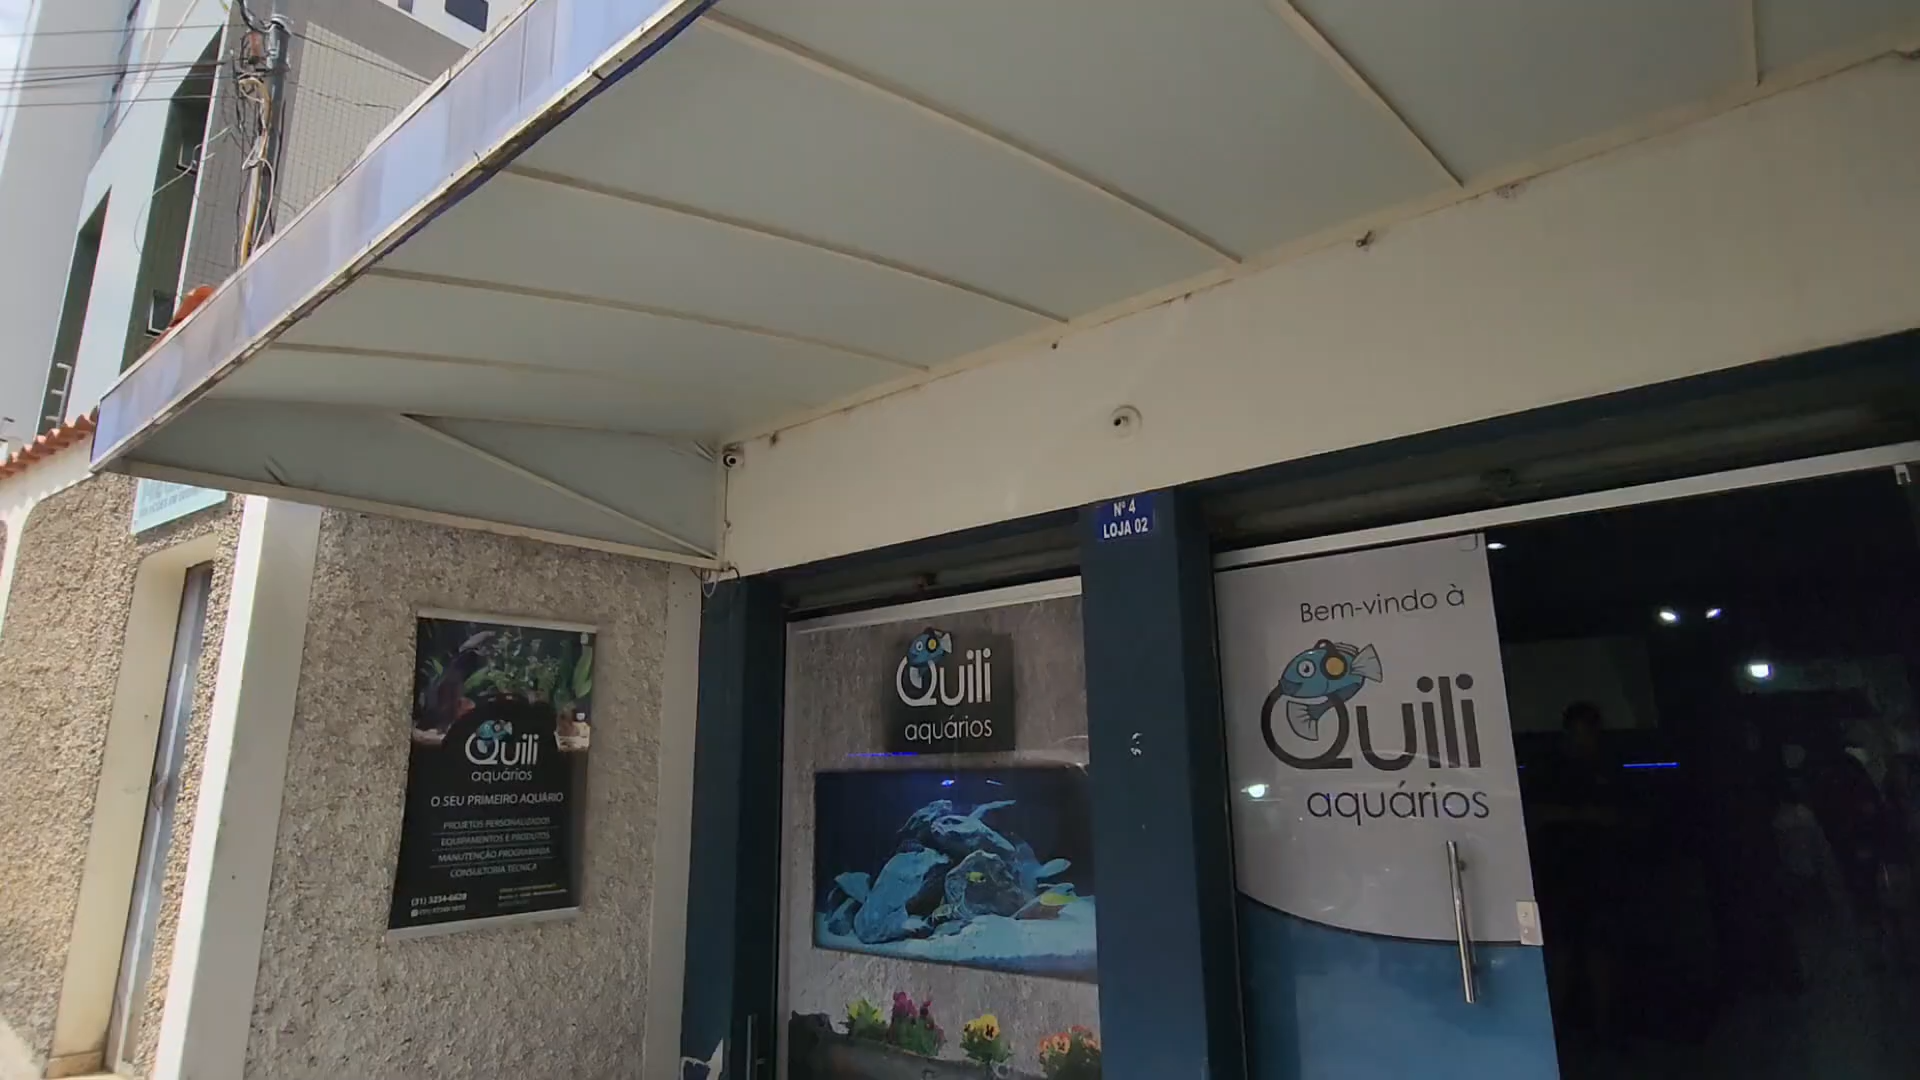 Quili
aquários
O SEU PRIMEIRO AQUÁRIO
PROJETOS PERSONALIZADOS
EQUIPAMENTOS E PRODUTOS
MANUTENÇÃO PROGRAMADA
CONSULTORIA TÉCNICA
(31) 3234-6628
Quili
aquários
Nº 4
LOJA 02
Bem-vindo à
Quili
aquários